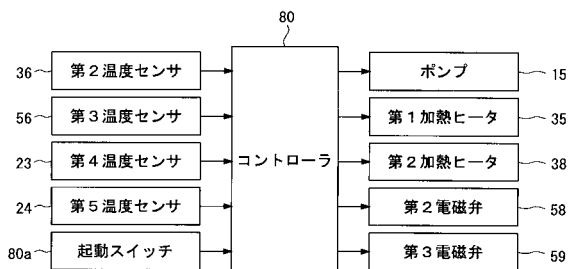 80
36 第2温度センサ ポンプ 15
56 第3温度センサ 第1加熱ヒータ 35
23 第4温度センサ コントローラ 第2加熱ヒータ 38
24 第5温度センサ 第2電磁弁 58
80a 起動スイッチ 第3電磁弁 59